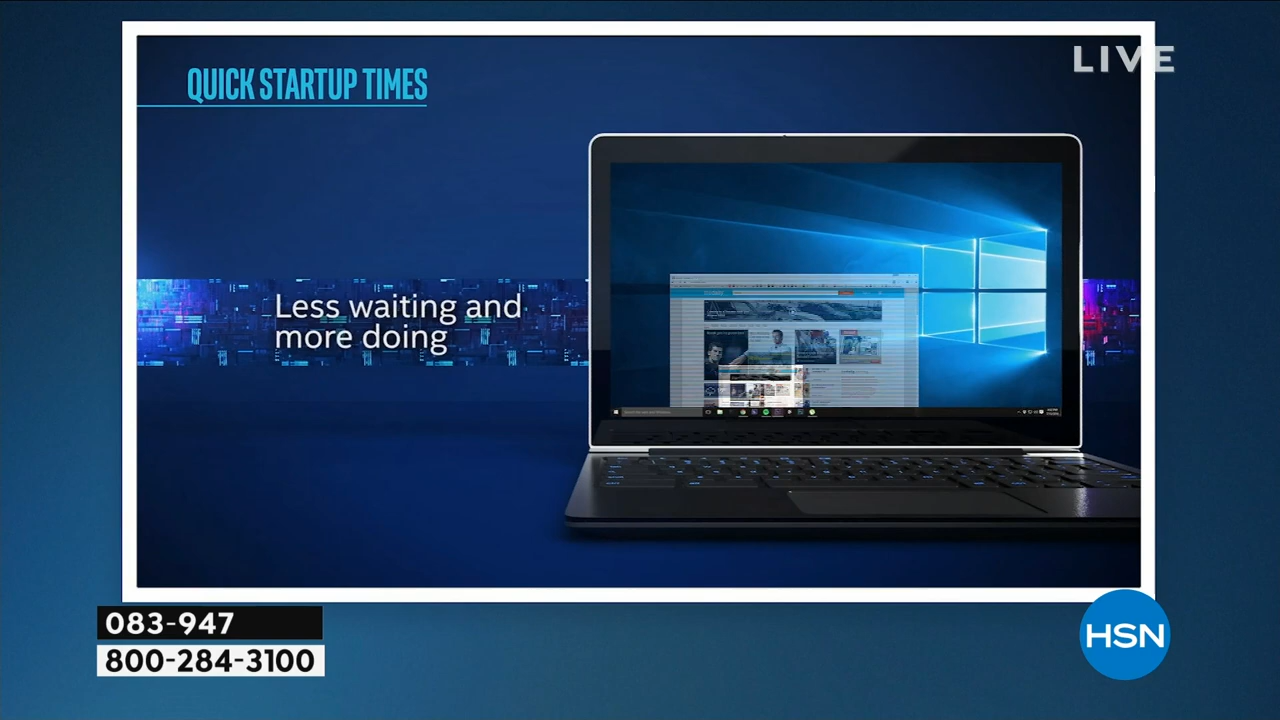 LIVE
QUICK STARTUP TIMES
Less waiting and
more doing
083-947
800-284-3100
HSN